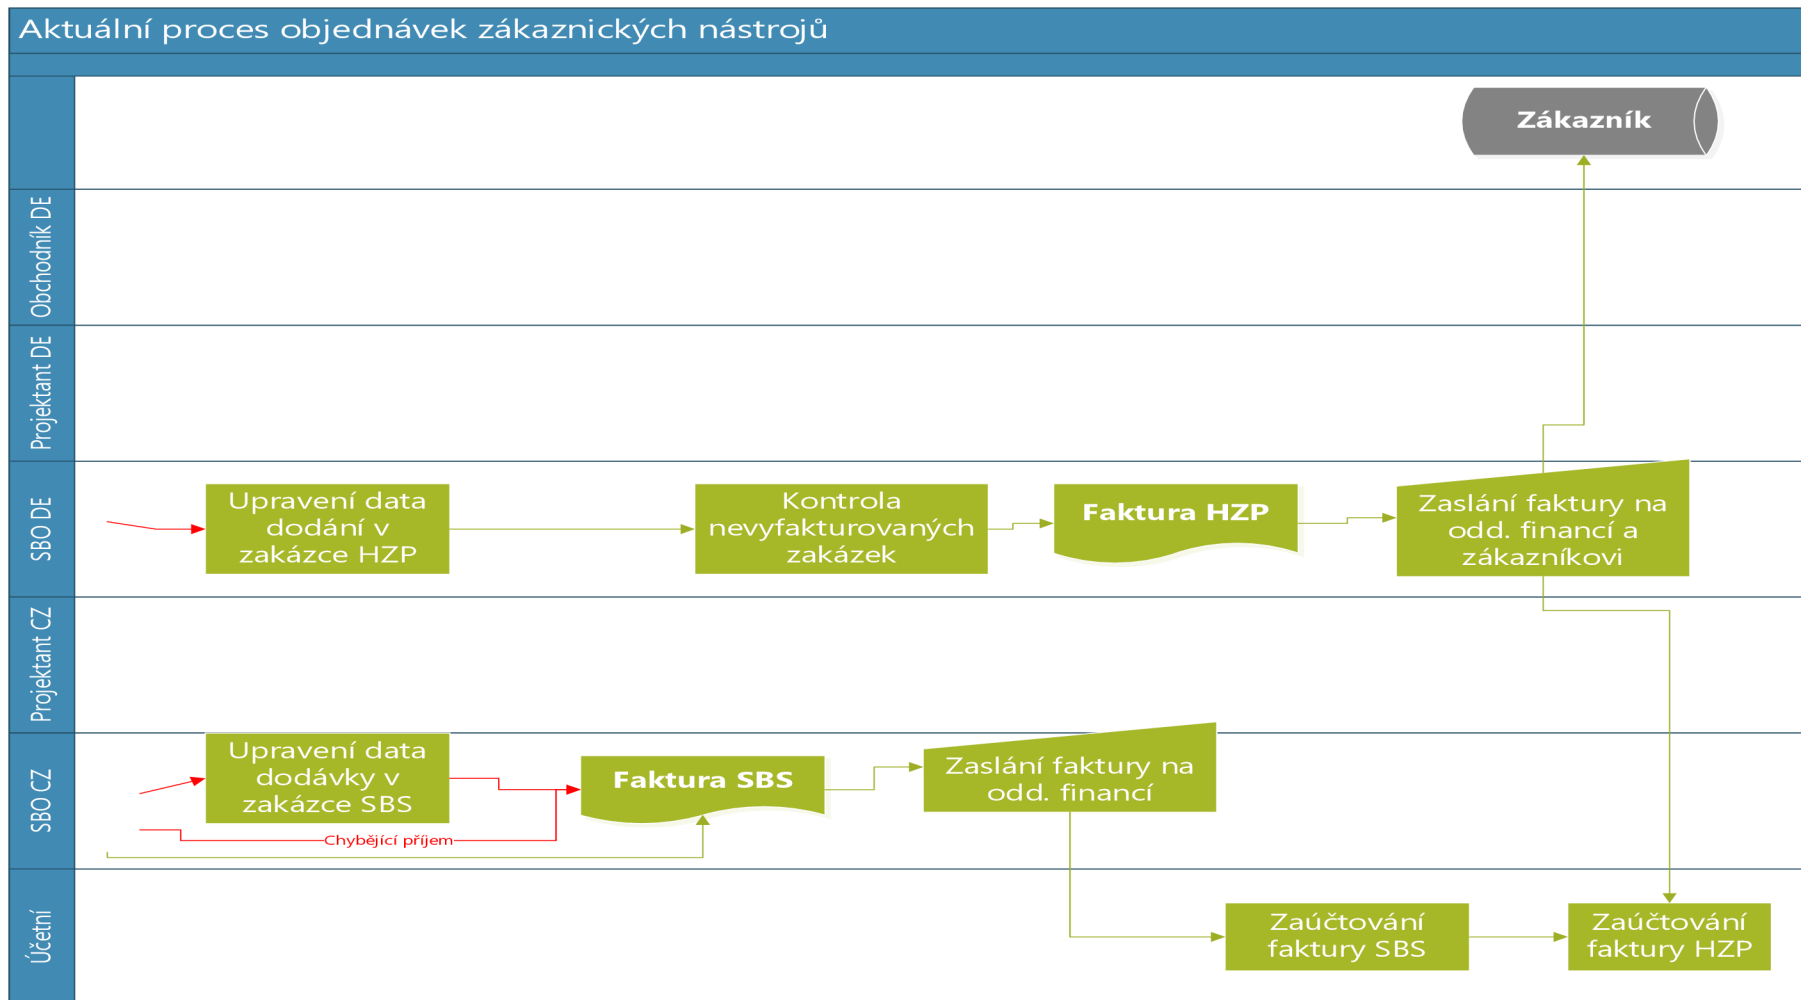 Aktuální proces objednávek zákaznických nástrojů
Zákazník
Obchodník DE
Projektant DE
SBO DE
Upravení data
dodání v
zakázce HZP
Kontrola
nevyfakturovaných
zakázek
Faktura HZP
Zaslání faktury na
odd. financí a
zákazníkovi
Projektant CZ
SBO CZ
Upravení data
dodávky v
zakázce SBS
Chybějící příjem
Faktura SBS
Zaslání faktury na
odd. financí
Účetní
Zaúčtování
faktury SBS
Zaúčtování
faktury HZP